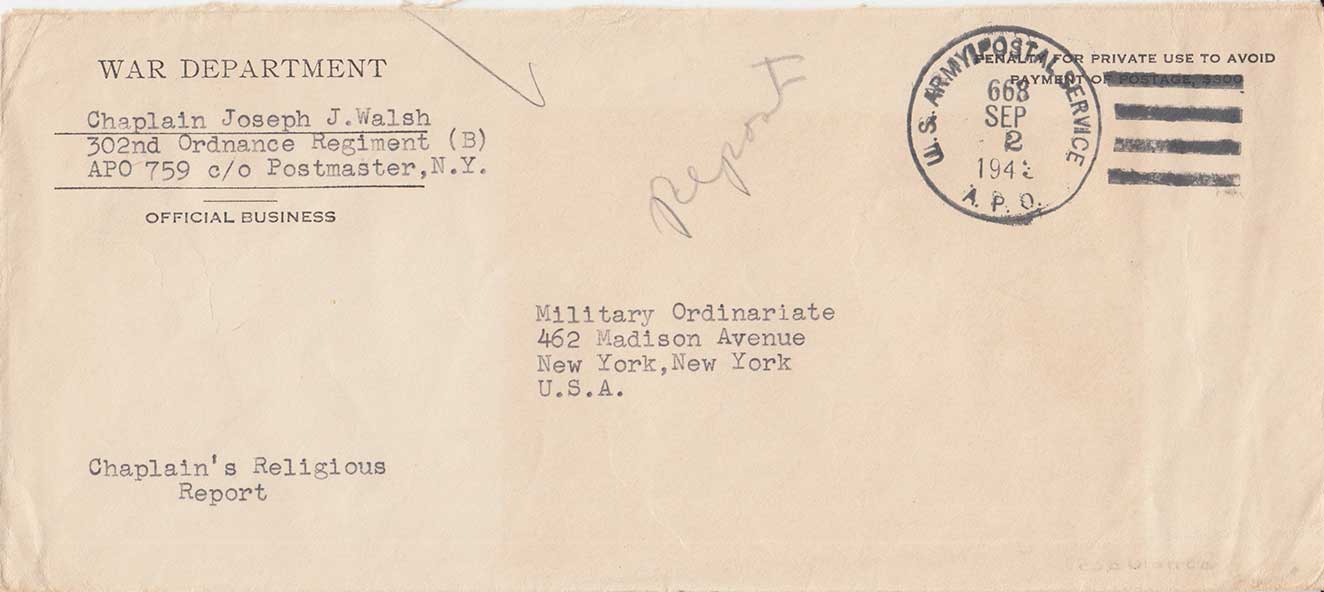 WAR DEPARTMENT
Chaplain Joseph J.Walsh
302nd Ordnance Regiment (B)
APO 759 c/o Postmaster,N.Y.
OFFICIAL BUSINESS
Report
U.S. ARMY POSTAL SERVICE
668
SEP
2
A. P. O.
PENALTY FOR PRIVATE USE TO AVOID
PAYMENT OF POSTAGE, $300
Military Ordinariate
462 Madison Avenue
New York,New York
U.S.A.
Chaplain's Religious
Report